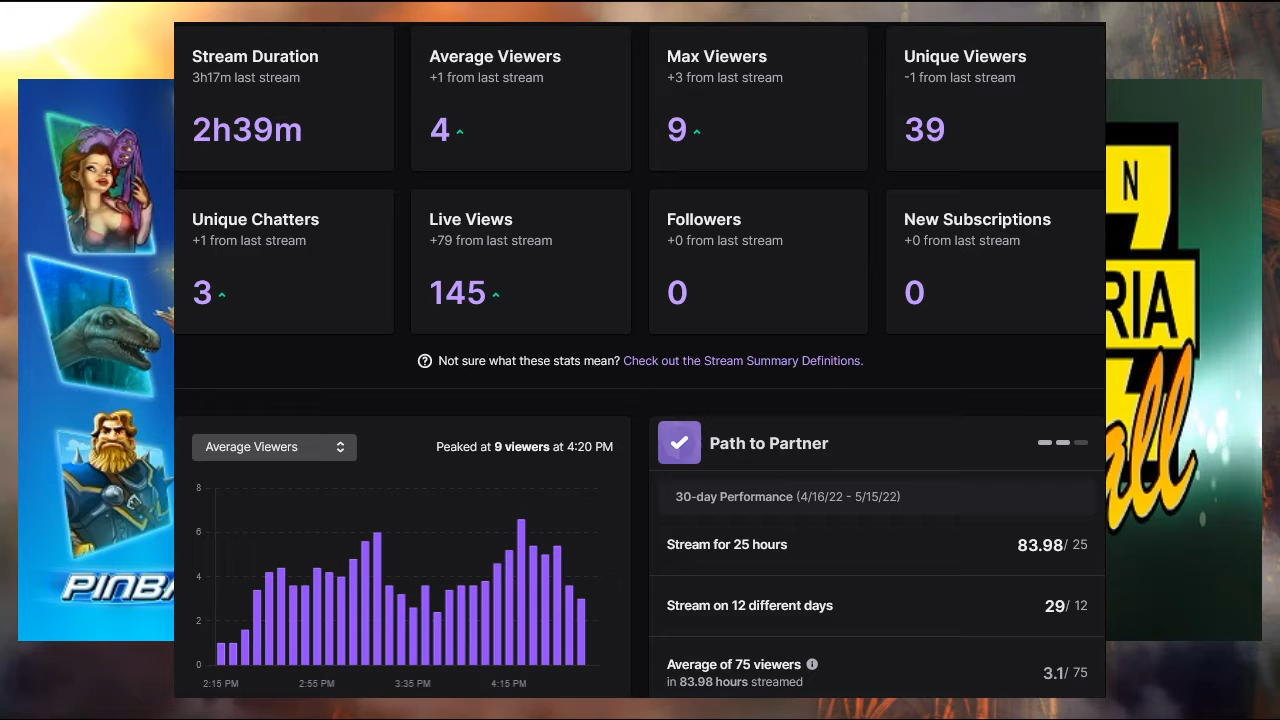 Stream Duration
3h17m last stream
2h39m
Average Viewers
+1 from last stream
4
Max Viewers
+3 from last stream
9
Unique Viewers
-1 from last stream
39
Unique Chatters
+1 from last stream
3
Live Views
+79 from last stream
145
Followers
+0 from last stream
0
New Subscriptions
+0 from last stream
0
Not sure what these stats mean? Check out the Stream Summary Definitions.
Average Viewers
Peaked at 9 viewers at 4:20 PM
8
6
4
2
0
2:15 PM
2:55 PM
3:35 PM
4:15 PM
Path to Partner
30-day Performance (4/16/22 - 5/15/22)
Stream for 25 hours
83.98/ 25
Stream on 12 different days
29/ 12
Average of 75 viewers
in 83.98 hours streamed
3.1/ 75
PINBA
N
RIA
all